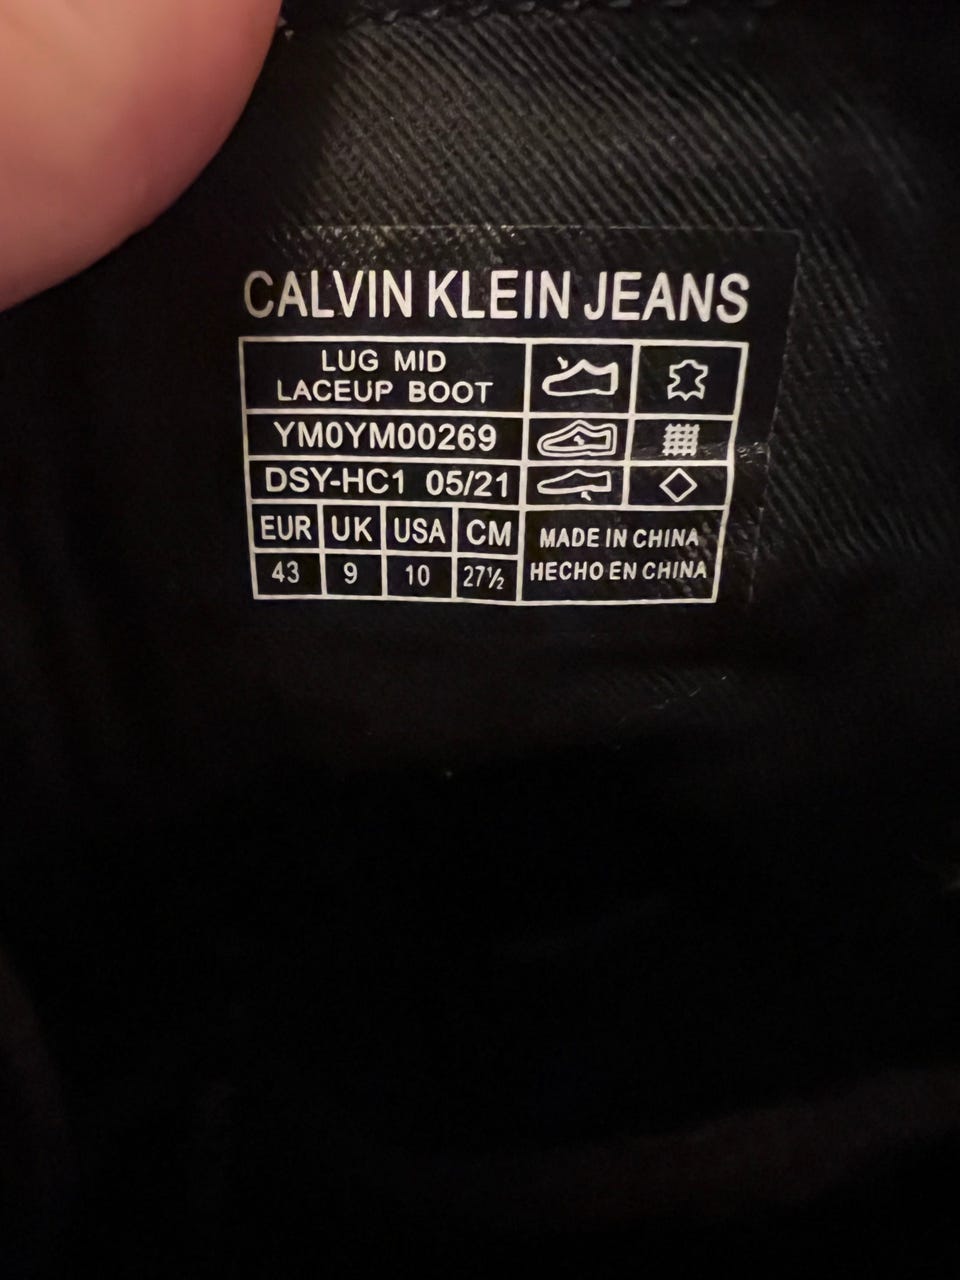 CALVIN KLEIN JEANS
LUG MID
LACEUP BOOT
YM0YM00269
DSY-HC1 05/21
EUR UK USA CM
43 9 10 27½
MADE IN CHINA
HECHO EN CHINA